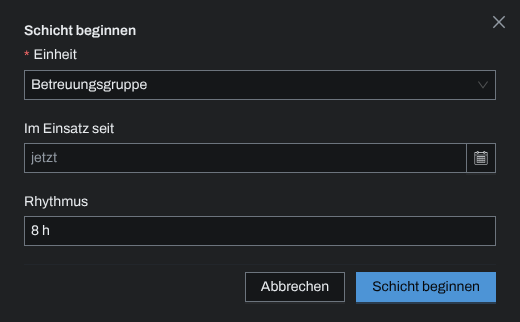 Schicht beginnen
* Einheit
Betreuungsgruppe
Im Einsatz seit
jetzt
Rhythmus
8 h
Abbrechen
Schicht beginnen